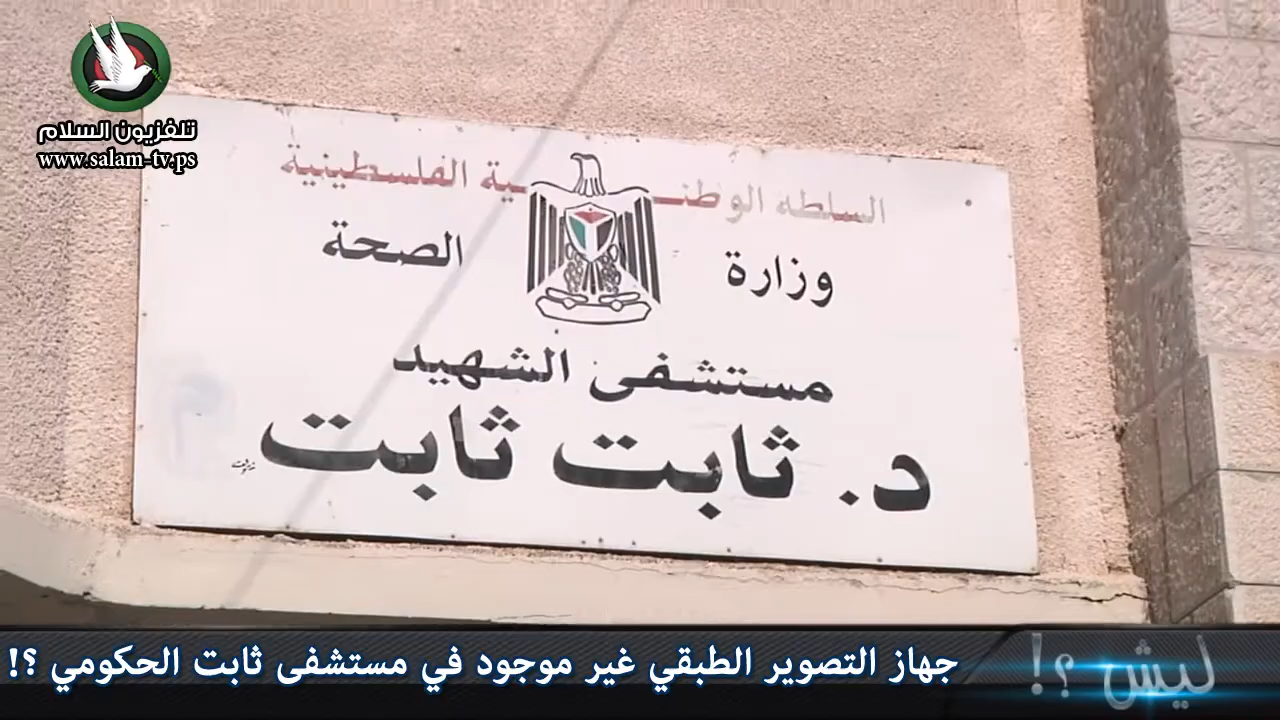 تلفزيون السلام
www.salam-tv.ps
السلطه الوطنية الفلسطينية
وزارة الصحة
مستشفى الشهيد
د. ثابت ثابت
جهاز التصوير الطبقي غير موجود في مستشفى ثابت الحكومي ؟!
ليش ؟!